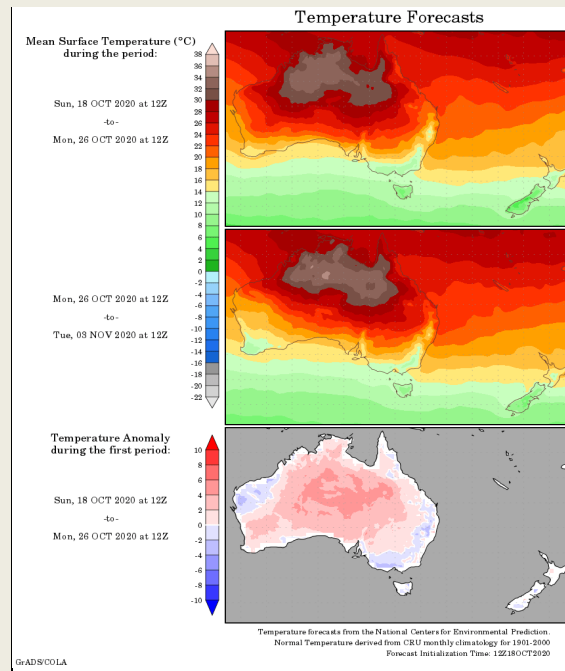 Temperature Forecasts
Mean Surface Temperature (°C)
during the period:
Sun, 18 OCT 2020 at 12Z
-to-
Mon, 26 OCT 2020 at 12Z
38
36
34
32
30
28
26
24
22
20
18
16
14
12
10
8
6
4
2
0
-2
-4
-6
-8
-10
-12
-14
-16
-18
-20
-22
Mon, 26 OCT 2020 at 12Z
-to-
Tue, 03 NOV 2020 at 12Z
Temperature Anomaly
during the first period:
Sun, 18 OCT 2020 at 12Z
-to-
Mon, 26 OCT 2020 at 12Z
10
8
6
4
2
0
-2
-4
-6
-8
-10
Temperature forecasts from the National Centers for Environmental Prediction.
Normal Temperature derived from CRU monthly climatology for 1901-2000
Forecast Initialization Time: 12Z18OCT2020
GrADS/COLA